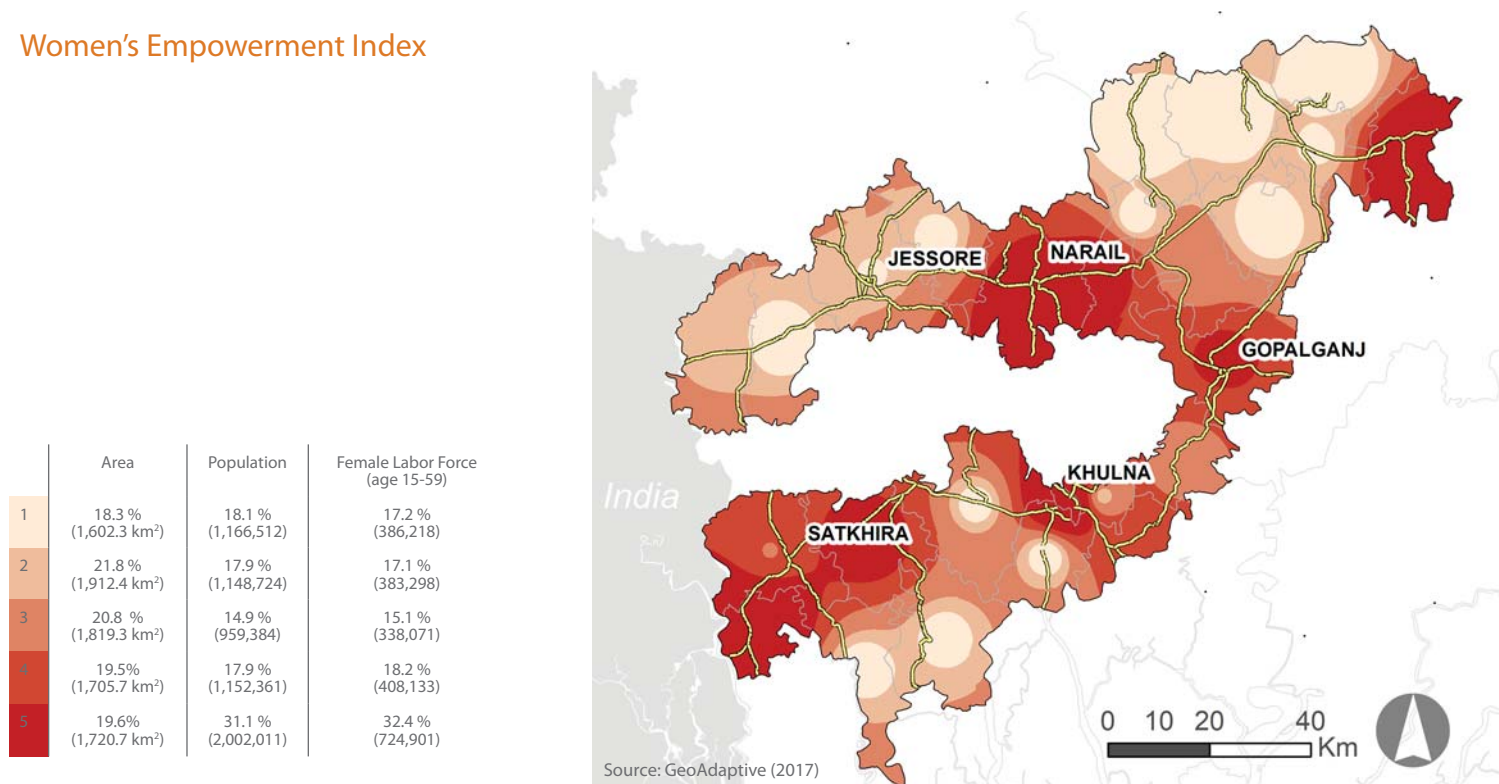 Women’s Empowerment Index
Area Population Female Labor Force
(age 15-59)
1 18.3 % 18.1 % 17.2 %
(1,602.3 km²) (1,166,512) (386,218)
2 21.8 % 17.9 % 17.1 %
(1,912.4 km²) (1,148,724) (383,298)
3 20.8 % 14.9 % 15.1 %
(1,819.3 km²) (959,384) (338,071)
4 19.5% 17.9 % 18.2 %
(1,705.7 km²) (1,152,361) (408,133)
5 19.6% 31.1 % 32.4 %
(1,720.7 km²) (2,002,011) (724,901)
JESSORE
NARAIL
GOPALGANJ
KHULNA
India
SATKHIRA
0 10 20 40
Km
Source: GeoAdaptive (2017)